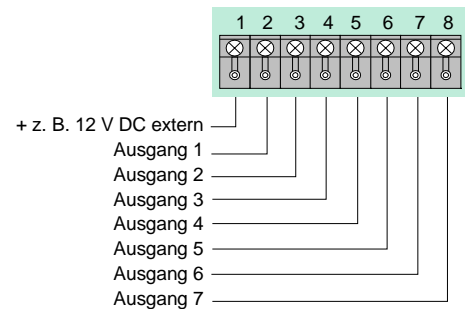 1 2 3 4 5 6 7 8
+ z. B. 12 V DC extern
Ausgang 1
Ausgang 2
Ausgang 3
Ausgang 4
Ausgang 5
Ausgang 6
Ausgang 7